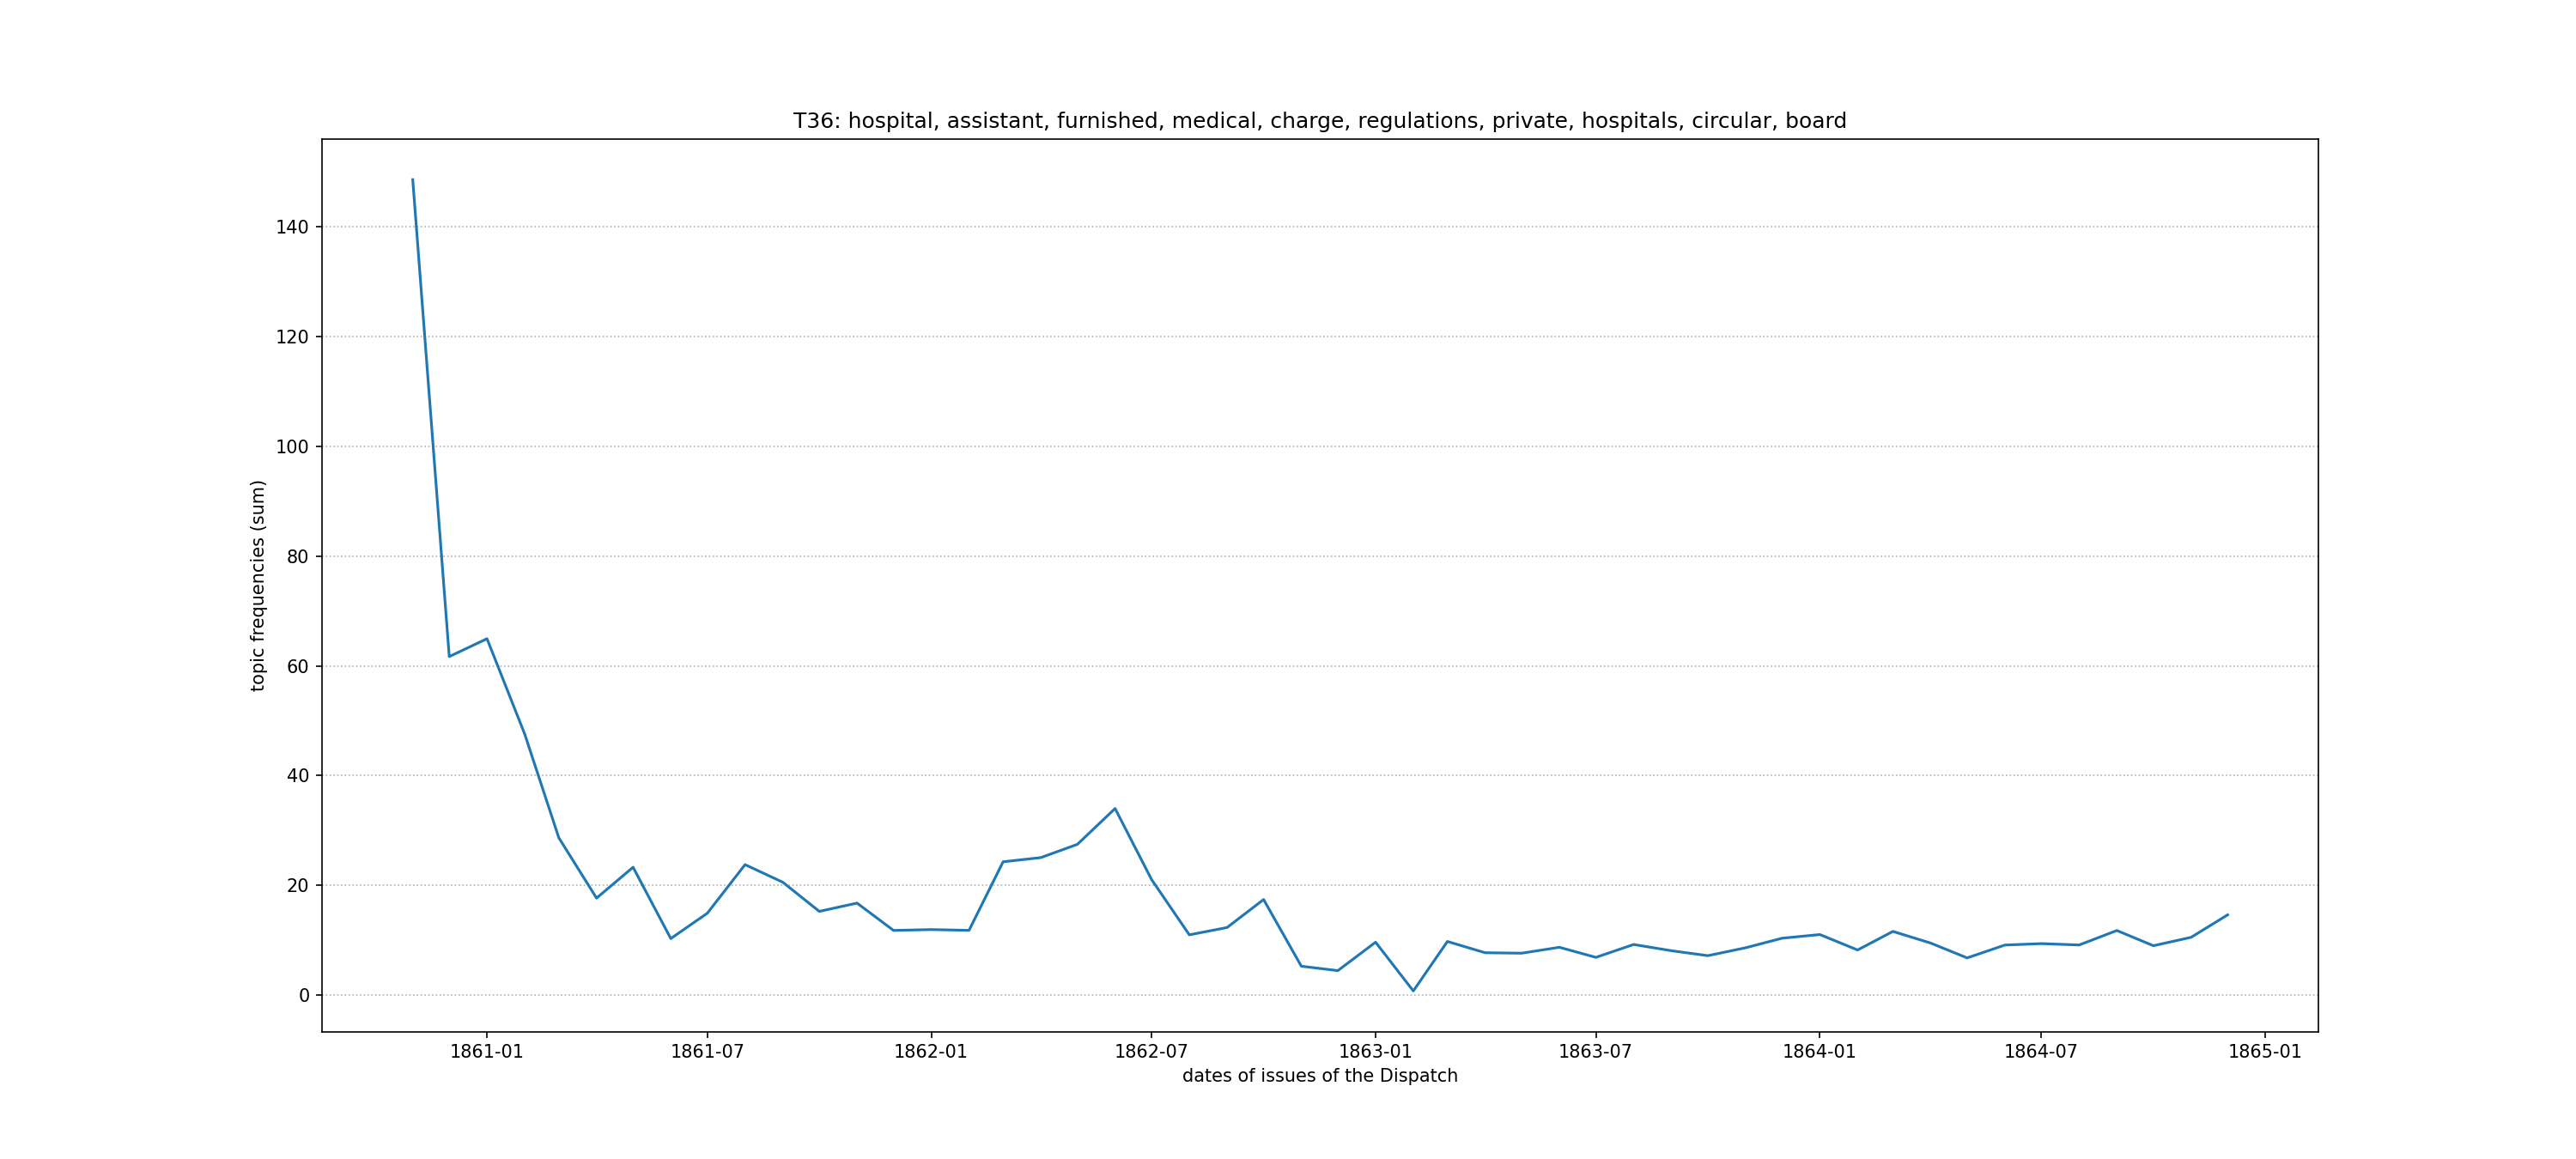 T36: hospital, assistant, furnished, medical, charge, regulations, private, hospitals, circular, board
topic frequencies (sum)
140
120
100
80
60
40
20
0
1861-01 1861-07 1862-01 1862-07 1863-01 1863-07 1864-01 1864-07 1865-01
dates of issues of the Dispatch